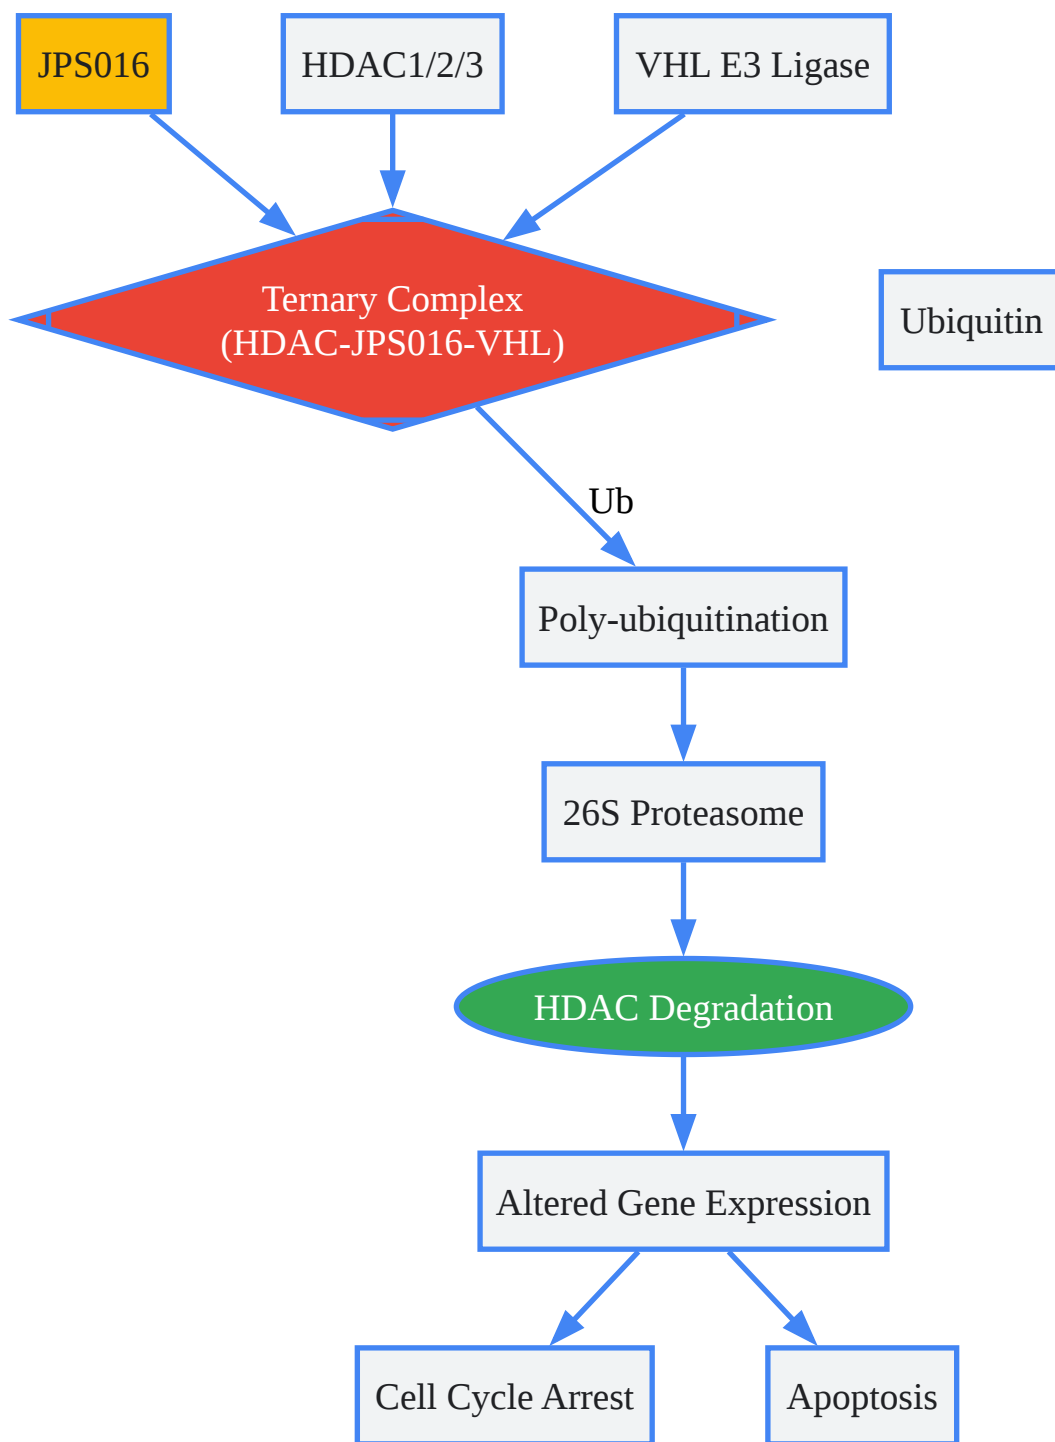 JPS016
HDAC1/2/3
VHL E3 Ligase
Ternary Complex
(HDAC-JPS016-VHL)
Ubiquitin
Ub
Poly-ubiquitination
26S Proteasome
HDAC Degradation
Altered Gene Expression
Cell Cycle Arrest
Apoptosis